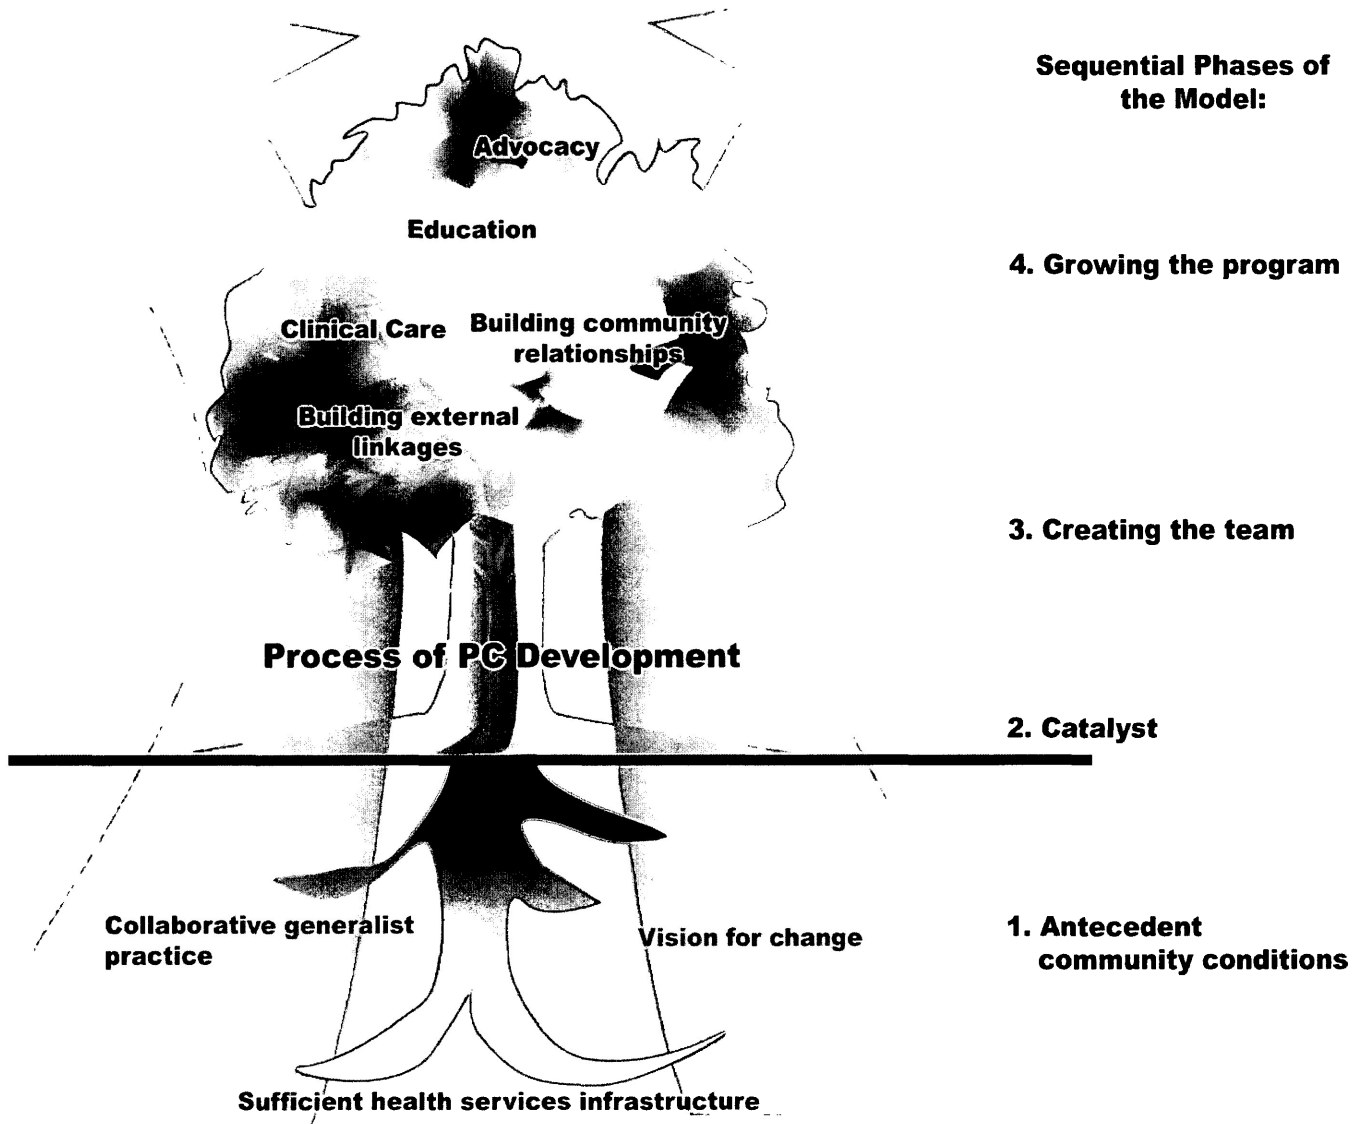 Sequential Phases of
the Model:
Advocacy
Education
4. Growing the program
Clinical Care
Building community
relationships
Building external
linkages
3. Creating the team
Process of PC Development
2. Catalyst
Collaborative generalist
practice
Vision for change
1. Antecedent
community conditions
Sufficient health services infrastructure